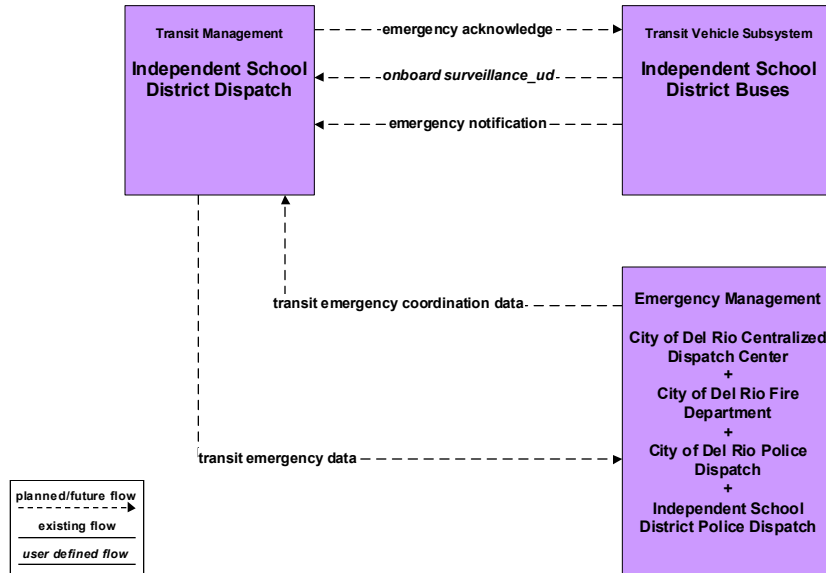 Transit Management
Independent School
District Dispatch
emergency acknowledge
onboard surveillance_ud
emergency notification
Transit Vehicle Subsystem
Independent School
District Buses
transit emergency coordination data
transit emergency data
Emergency Management
City of Del Rio Centralized
Dispatch Center
+
City of Del Rio Fire
Department
+
City of Del Rio Police
Dispatch
+
Independent School
District Police Dispatch
planned/future flow
existing flow
user defined flow